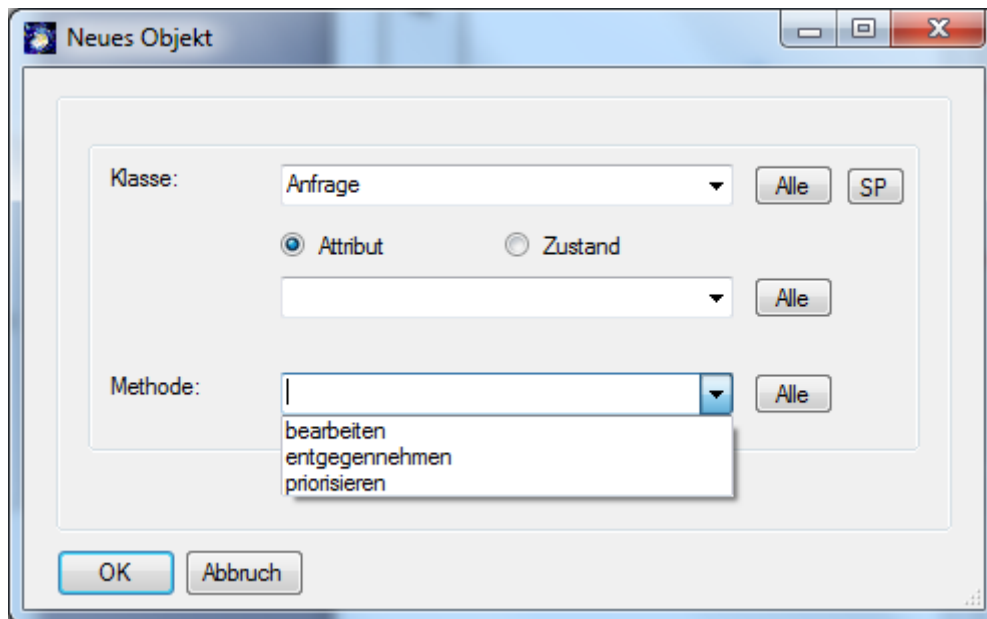 Neues Objekt
Klasse: Anfrage Alle SP
Attribut Zustand
Alle
Methode: Alle
bearbeiten
entgegennehmen
priorisieren
OK Abbruch